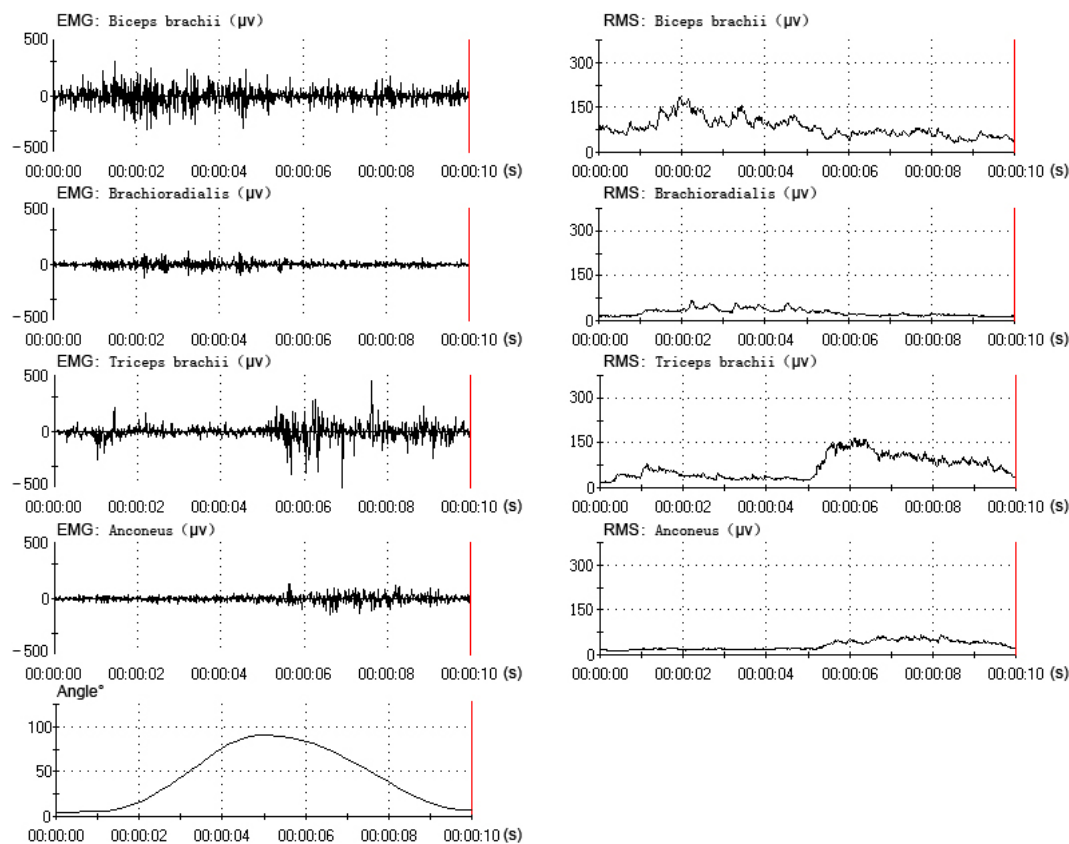 EMG: Biceps brachii (μv)
500
0
-500
00:00:00 00:00:02 00:00:04 00:00:06 00:00:08 00:00:10 (s)
RMS: Biceps brachii (μv)
300
150
0
00:00:00 00:00:02 00:00:04 00:00:06 00:00:08 00:00:10 (s)
EMG: Brachioradialis (μv)
500
0
-500
00:00:00 00:00:02 00:00:04 00:00:06 00:00:08 00:00:10 (s)
RMS: Brachioradialis (μv)
300
150
0
00:00:00 00:00:02 00:00:04 00:00:06 00:00:08 00:00:10 (s)
EMG: Triceps brachii (μv)
500
0
-500
00:00:00 00:00:02 00:00:04 00:00:06 00:00:08 00:00:10 (s)
RMS: Triceps brachii (μv)
300
150
0
00:00:00 00:00:02 00:00:04 00:00:06 00:00:08 00:00:10 (s)
EMG: Anconeus (μv)
500
0
-500
00:00:00 00:00:02 00:00:04 00:00:06 00:00:08 00:00:10 (s)
RMS: Anconeus (μv)
300
150
0
00:00:00 00:00:02 00:00:04 00:00:06 00:00:08 00:00:10 (s)
Angle°
100
50
0
00:00:00 00:00:02 00:00:04 00:00:06 00:00:08 00:00:10 (s)